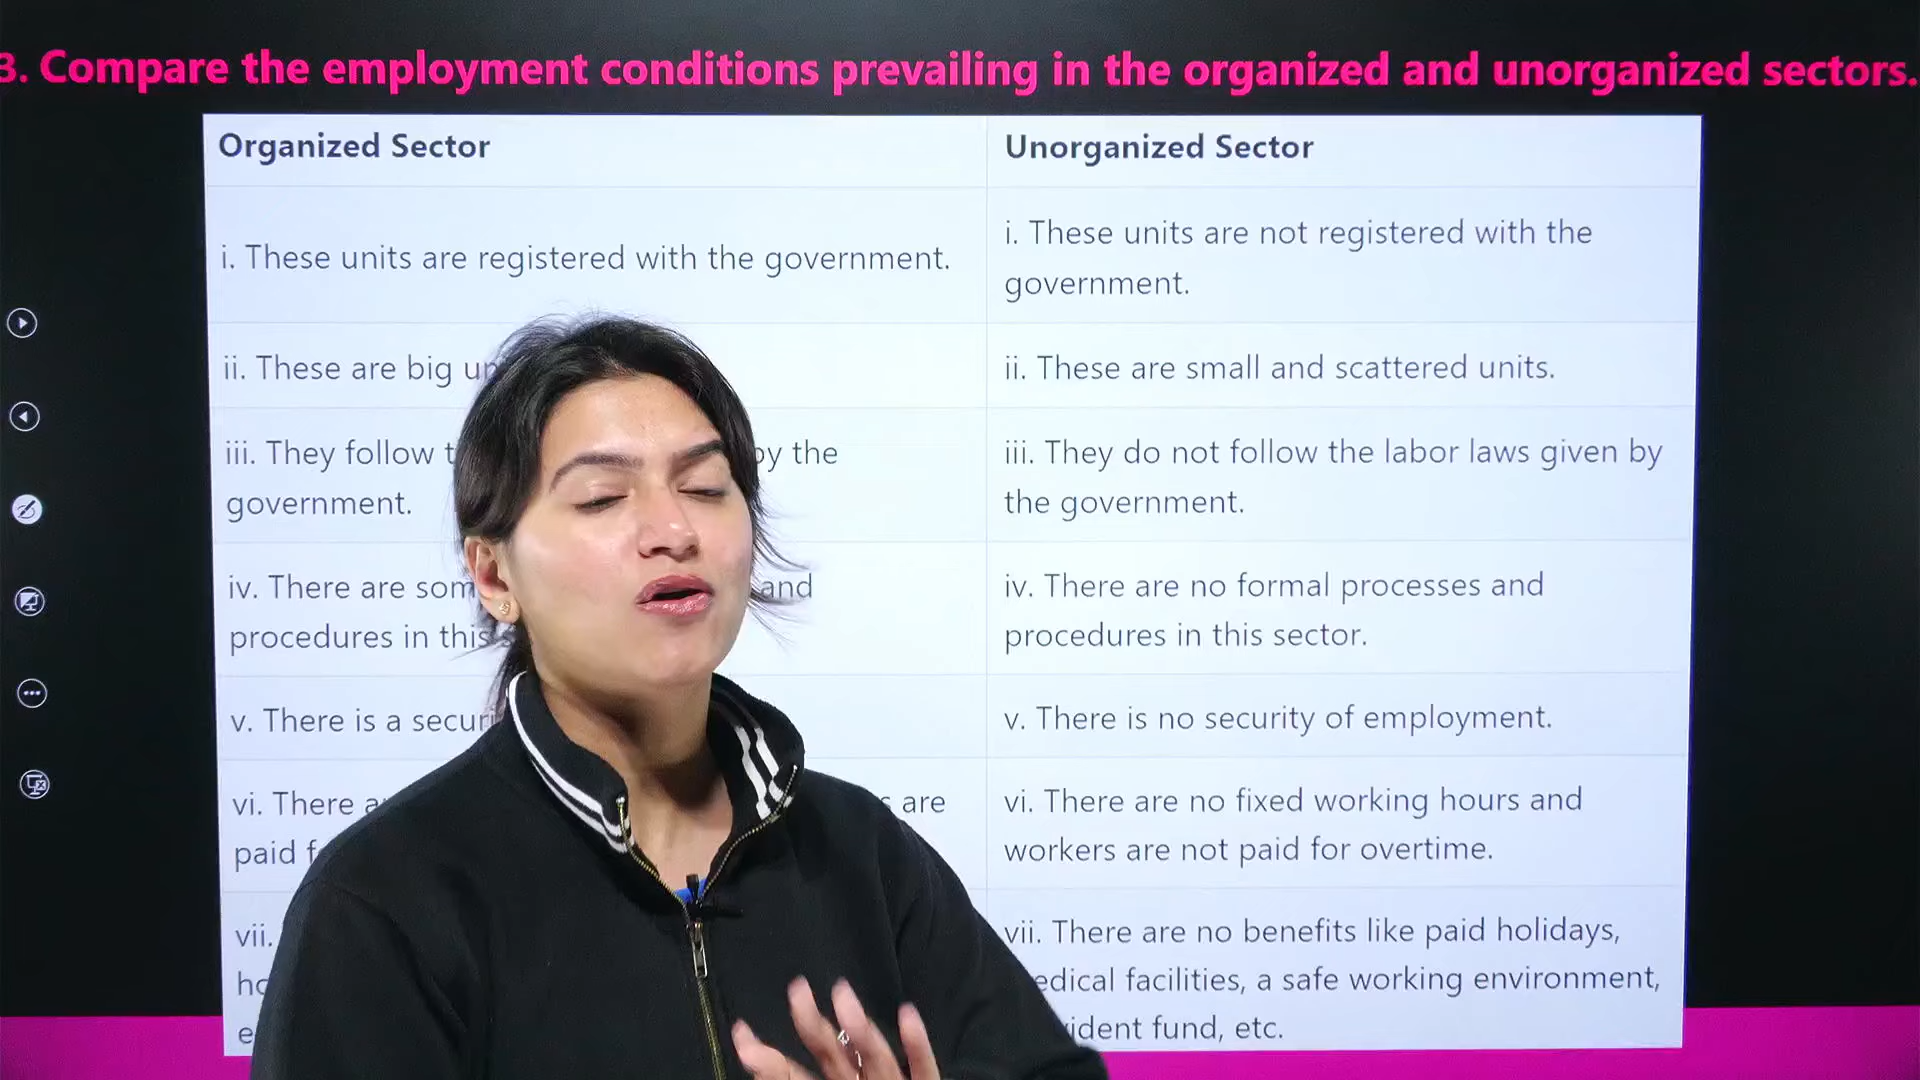 3. Compare the employment conditions prevailing in the organized and unorganized sectors.
Organized Sector
Unorganized Sector
i. These units are registered with the government.
i. These units are not registered with the
government.
ii. These are big
ii. These are small and scattered units.
iii. They follow
by the
government.
iii. They do not follow the labor laws given by
the government.
iv. There are
and
procedures in this
iv. There are no formal processes and
procedures in this sector.
v. There is a
v. There is no security of employment.
vi. There
are
paid
vi. There are no fixed working hours and
workers are not paid for overtime.
vii.
vii. There are no benefits like paid holidays,
facilities, a safe working environment,
fund, etc.